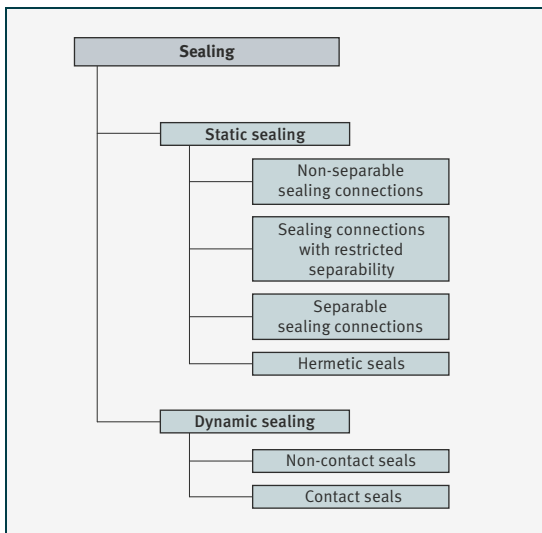 Sealing
Static sealing
Non-separable
sealing connections
Sealing connections
with restricted
separability
Separable
sealing connections
Hermetic seals
Dynamic sealing
Non-contact seals
Contact seals